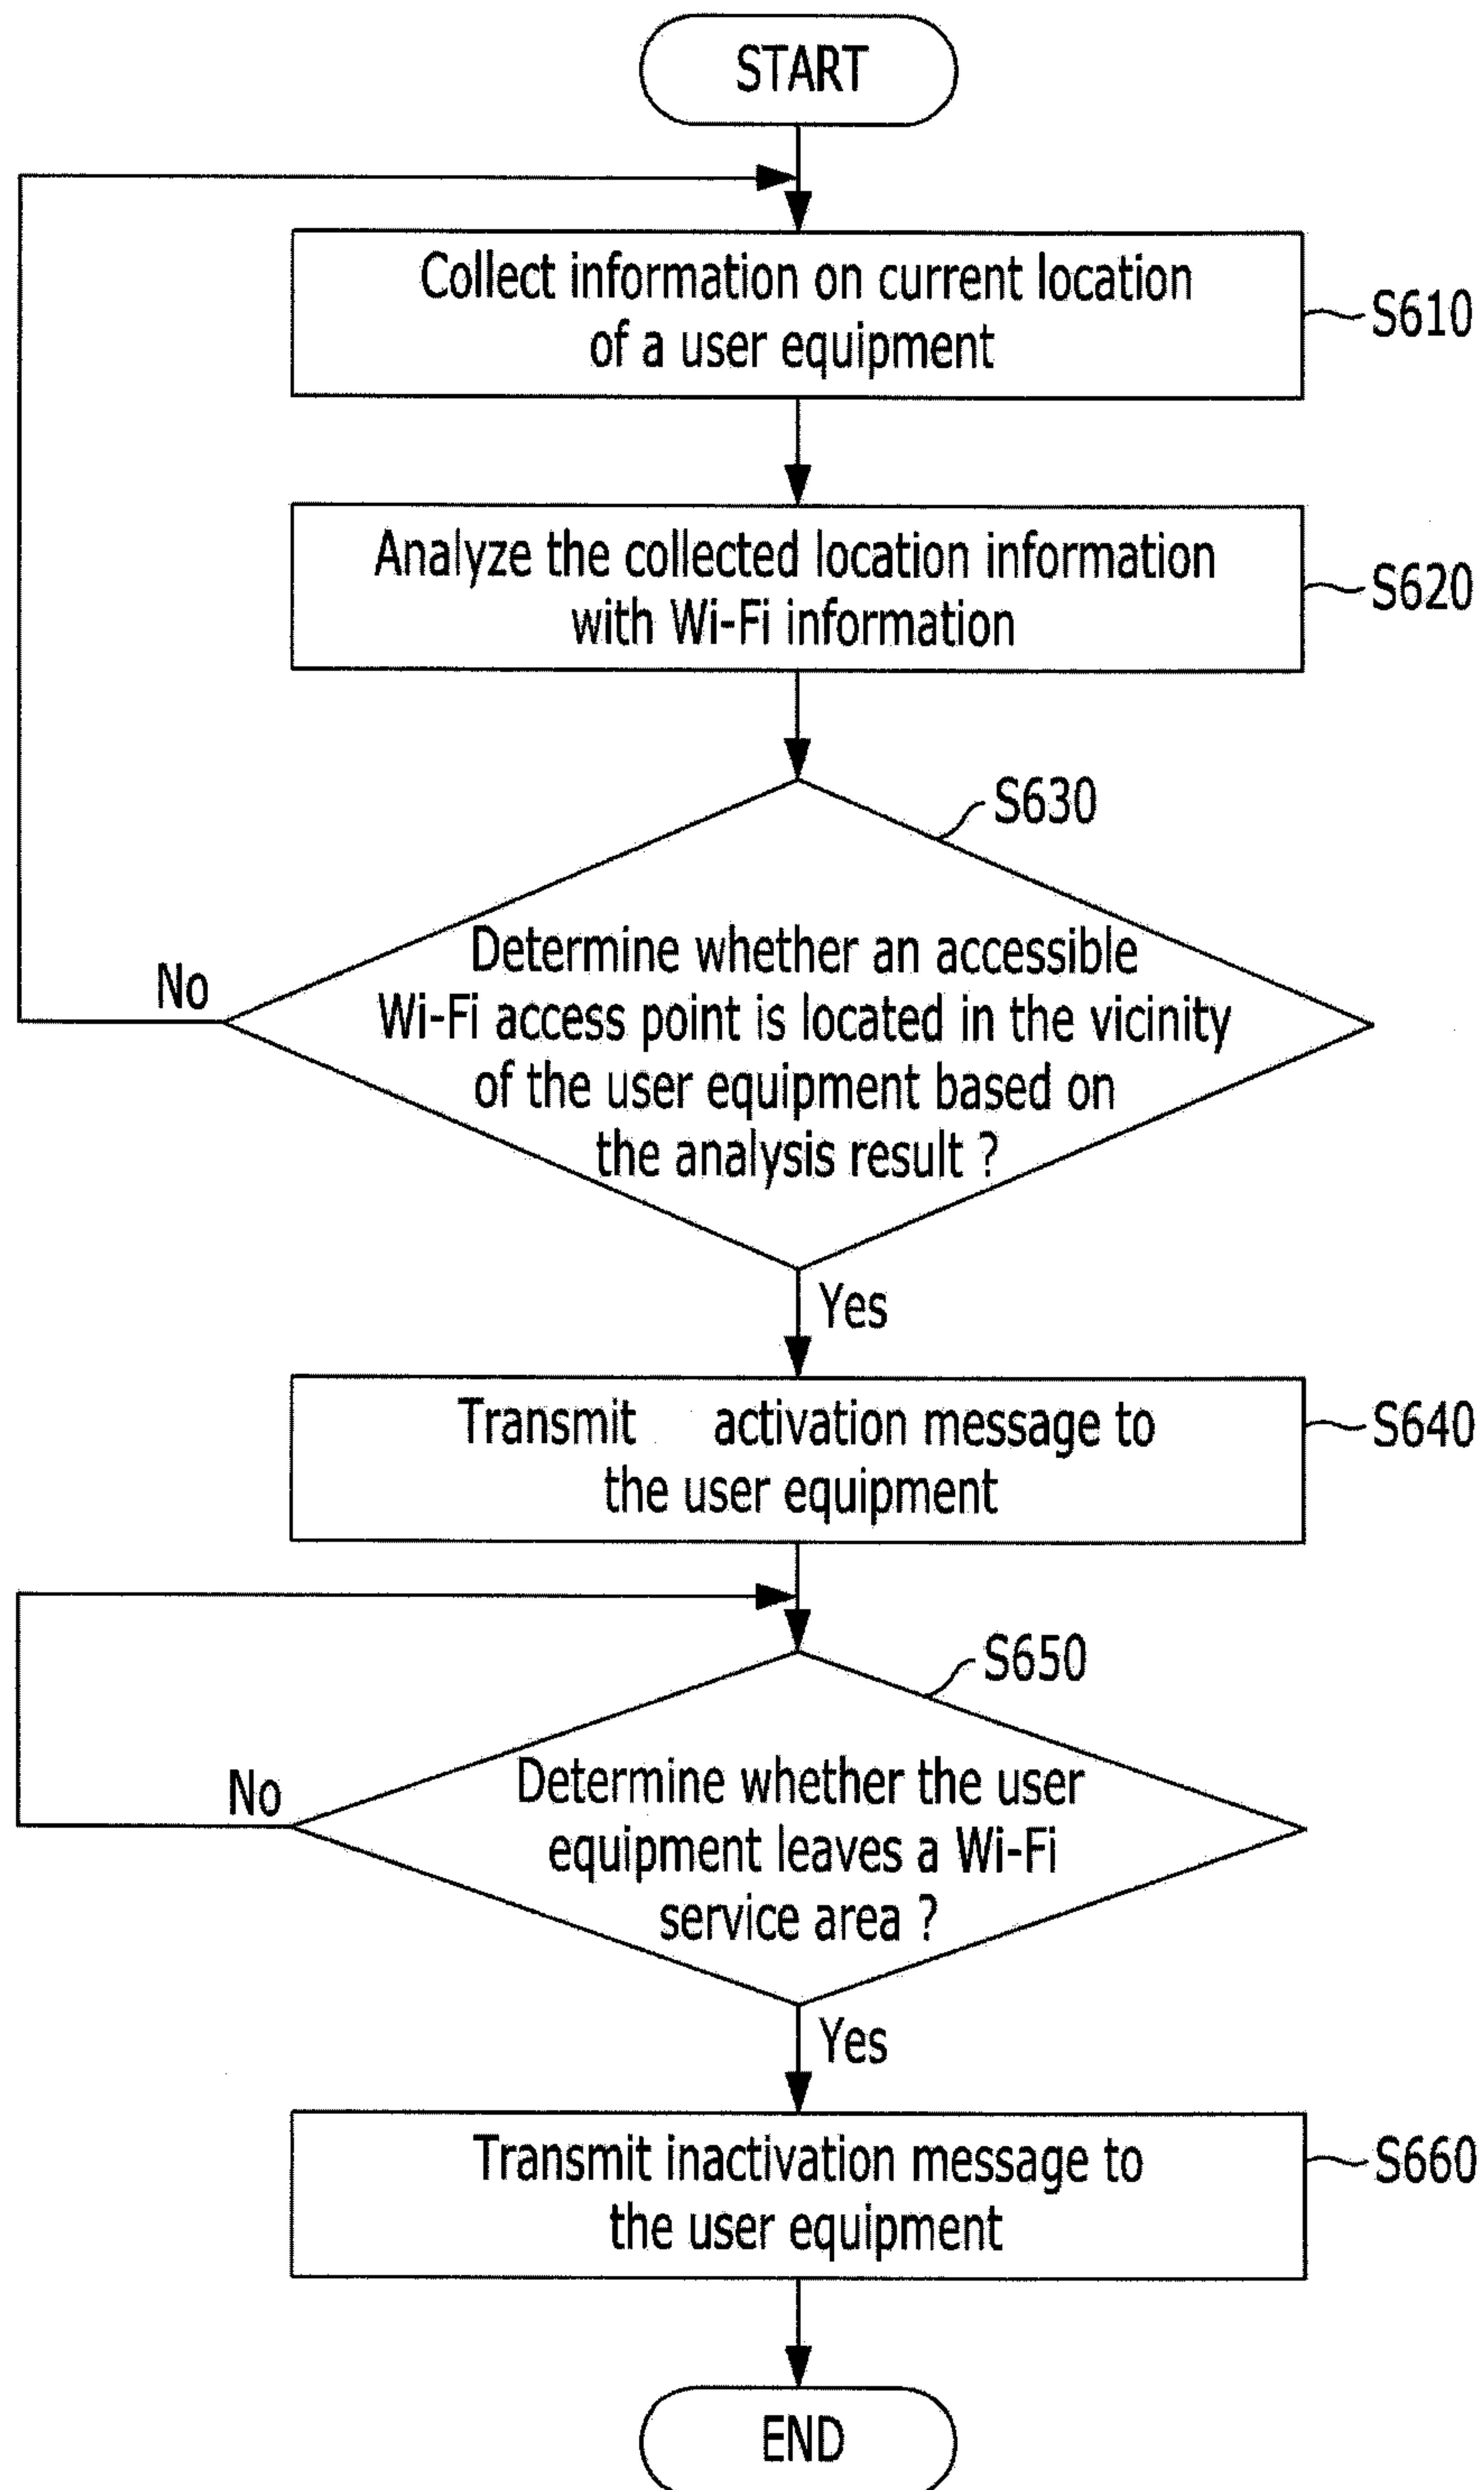 START
Collect information on current location
of a user equipment
S610
Analyze the collected location information
with Wi-Fi information
S620
S630
Determine whether an accessible
Wi-Fi access point is located in the vicinity
of the user equipment based on
the analysis result ?
No
Yes
Transmit activation message to
the user equipment
S640
S650
Determine whether the user
equipment leaves a Wi-Fi
service area ?
No
Yes
Transmit inactivation message to
the user equipment
S660
END